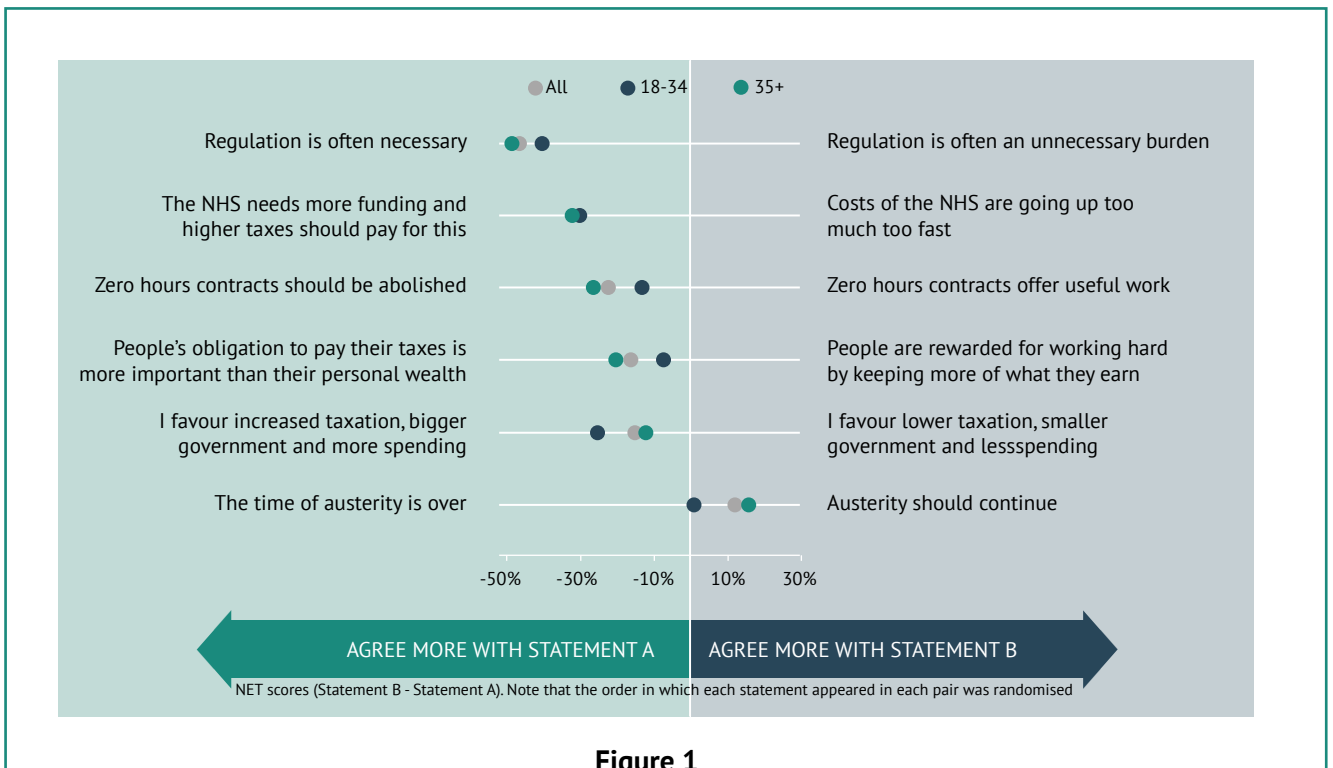 All 18-34 35+
Regulation is often necessary
Regulation is often an unnecessary burden
The NHS needs more funding and
higher taxes should pay for this
Costs of the NHS are going up too
much too fast
Zero hours contracts should be abolished
Zero hours contracts offer useful work
People’s obligation to pay their taxes is
more important than their personal wealth
People are rewarded for working hard
by keeping more of what they earn
I favour increased taxation, bigger
government and more spending
I favour lower taxation, smaller
government and lessspending
The time of austerity is over
Austerity should continue
-50% -30% -10% 10% 30%
AGREE MORE WITH STATEMENT A
AGREE MORE WITH STATEMENT B
NET scores (Statement B - Statement A). Note that the order in which each statement appeared in each pair was randomised
Figure 1